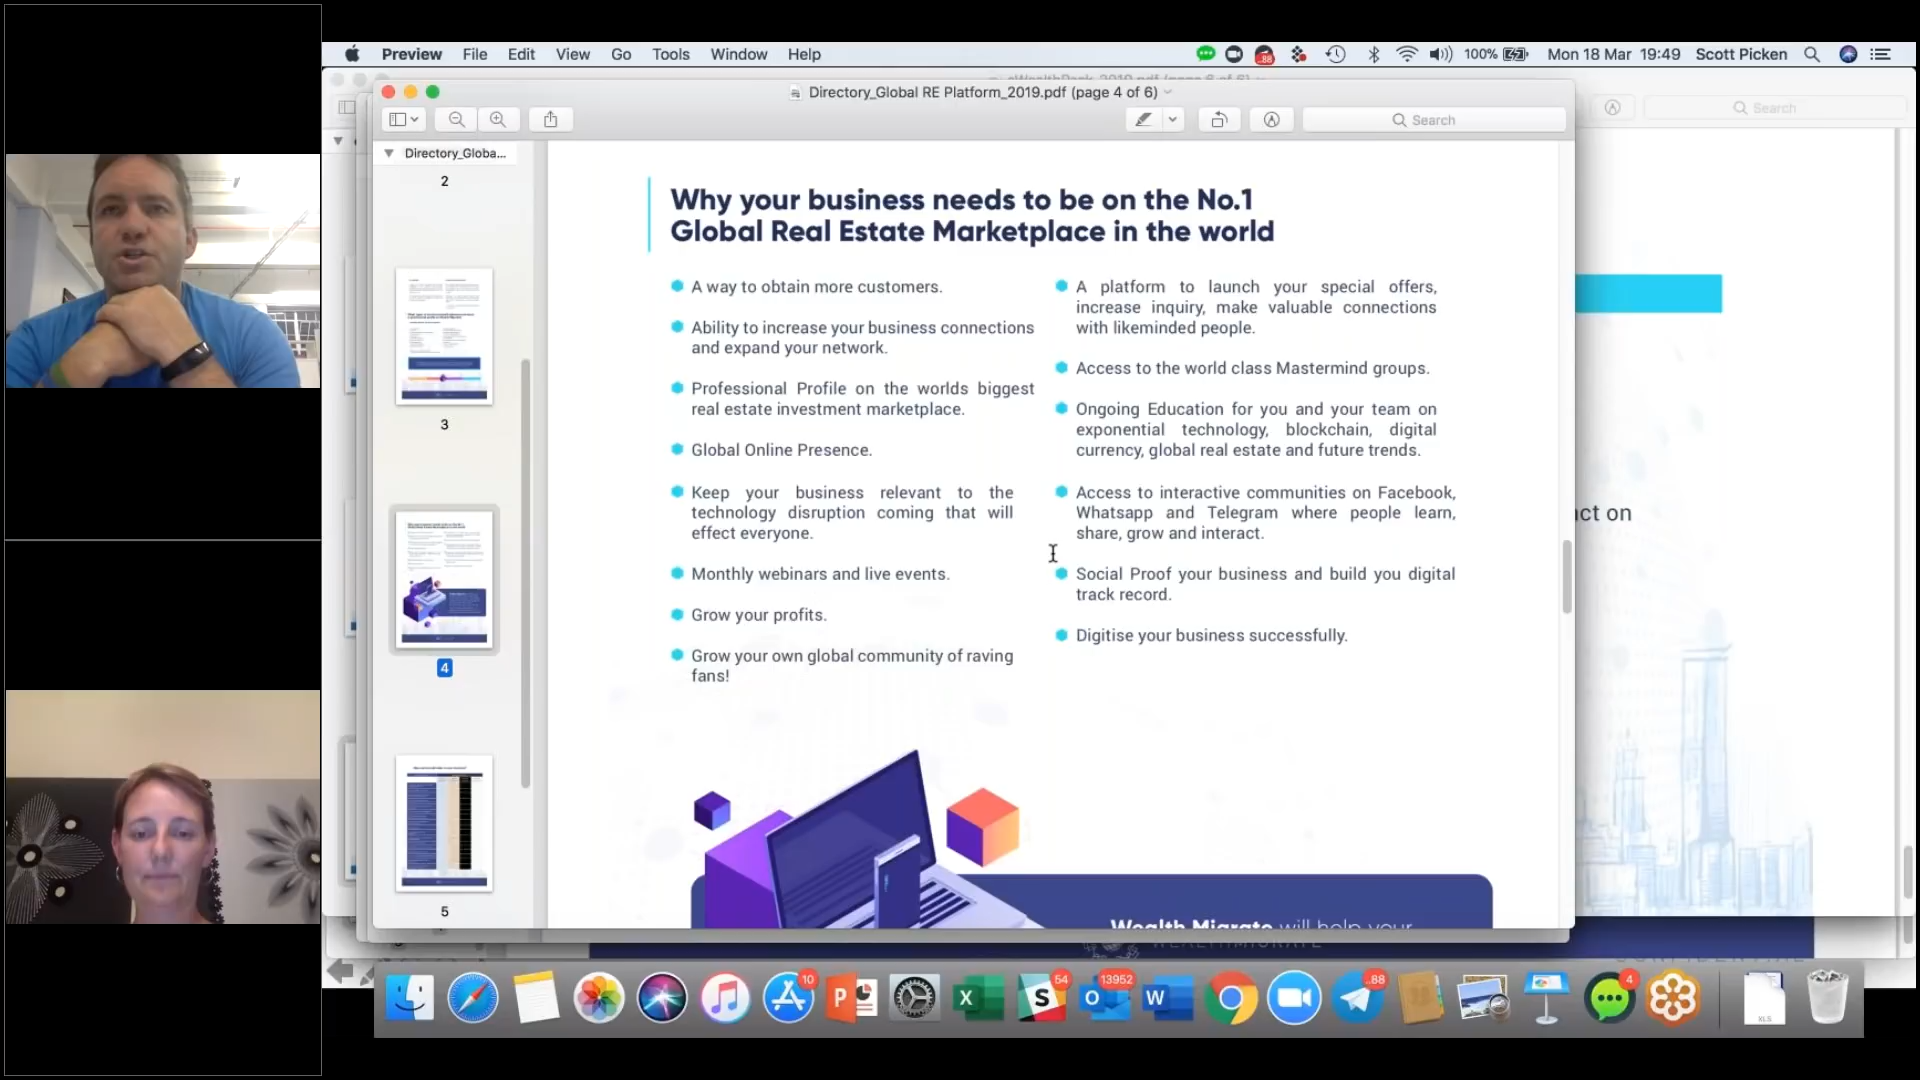 Preview File Edit View Go Tools Window Help
88
100%
Mon 18 Mar 19:49
Scott Picken
Directory_Global RE Platform_2019.pdf (page 4 of 6)
Search
Search
Directory_Globa...
2
3
4
5
Why your business needs to be on the No.1
Global Real Estate Marketplace in the world
A way to obtain more customers.
Ability to increase your business connections
and expand your network.
Professional Profile on the worlds biggest
real estate investment marketplace.
Global Online Presence.
Keep your business relevant to the
technology disruption coming that will
effect everyone.
Monthly webinars and live events.
Grow your profits.
Grow your own global community of raving
fans!
A platform to launch your special offers,
increase inquiry, make valuable connections
with likeminded people.
Access to the world class Mastermind groups.
Ongoing Education for you and your team on
exponential technology, blockchain, digital
currency, global real estate and future trends.
Access to interactive communities on Facebook,
Whatsapp and Telegram where people learn,
share, grow and interact.
Social Proof your business and build you digital
track record.
Digitise your business successfully.
Wealth Migrate will help your
act on
10
54
13952
88
4
P
X
S
O
W
XLS